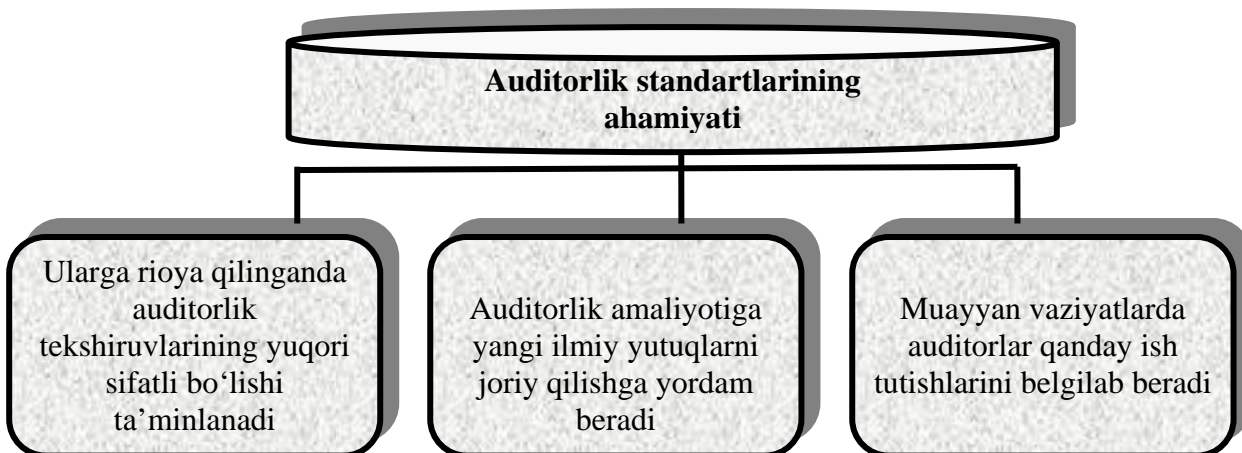 Auditorlik standartlarining
ahamiyati
Ularga rioya qilinganda
auditorlik
tekshiruvlarining yuqori
sifatli bo‘lishi
ta’minlanadi
Auditorlik amaliyotiga
yangi ilmiy yutuqlarni
joriy qilishga yordam
beradi
Muayyan vaziyatlarda
auditorlar qanday ish
tutishlarini belgilab beradi